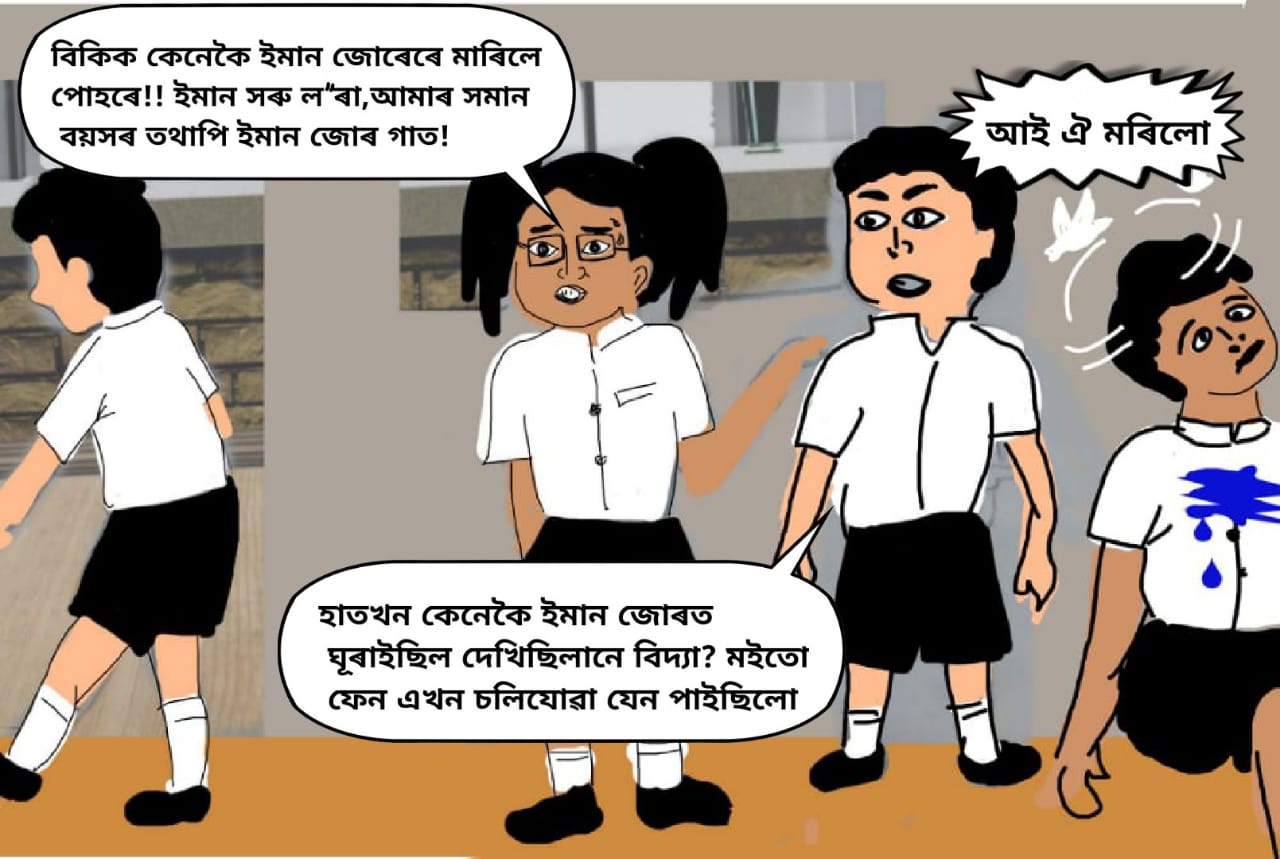 বিকিক কেনেকৈ ইমান জোৰেৰে মাৰিলে
পোহৰে!! ইমান সৰু ল"ৰা,আমাৰ সমান
বয়সৰ তথাপি ইমান জোৰ গাত!
আই ঐ মৰিলো
হাতখন কেনেকৈ ইমান জোৰত
ঘূৰাইছিল দেখিছিলানে বিদ্যা? মইতো
ফেন এখন চলিযোৱা যেন পাইছিলো